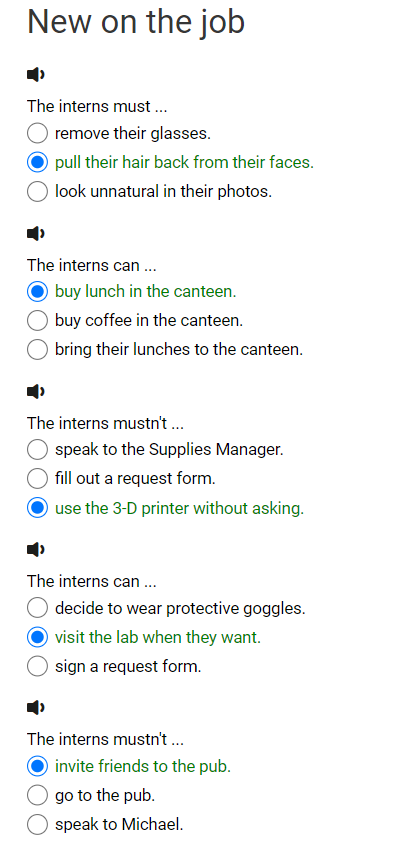 New on the job
The interns must ...
remove their glasses.
pull their hair back from their faces.
look unnatural in their photos.
The interns can ...
buy lunch in the canteen.
buy coffee in the canteen.
bring their lunches to the canteen.
The interns mustn't ...
speak to the Supplies Manager.
fill out a request form.
use the 3-D printer without asking.
The interns can ...
decide to wear protective goggles.
visit the lab when they want.
sign a request form.
The interns mustn't ...
invite friends to the pub.
go to the pub.
speak to Michael.